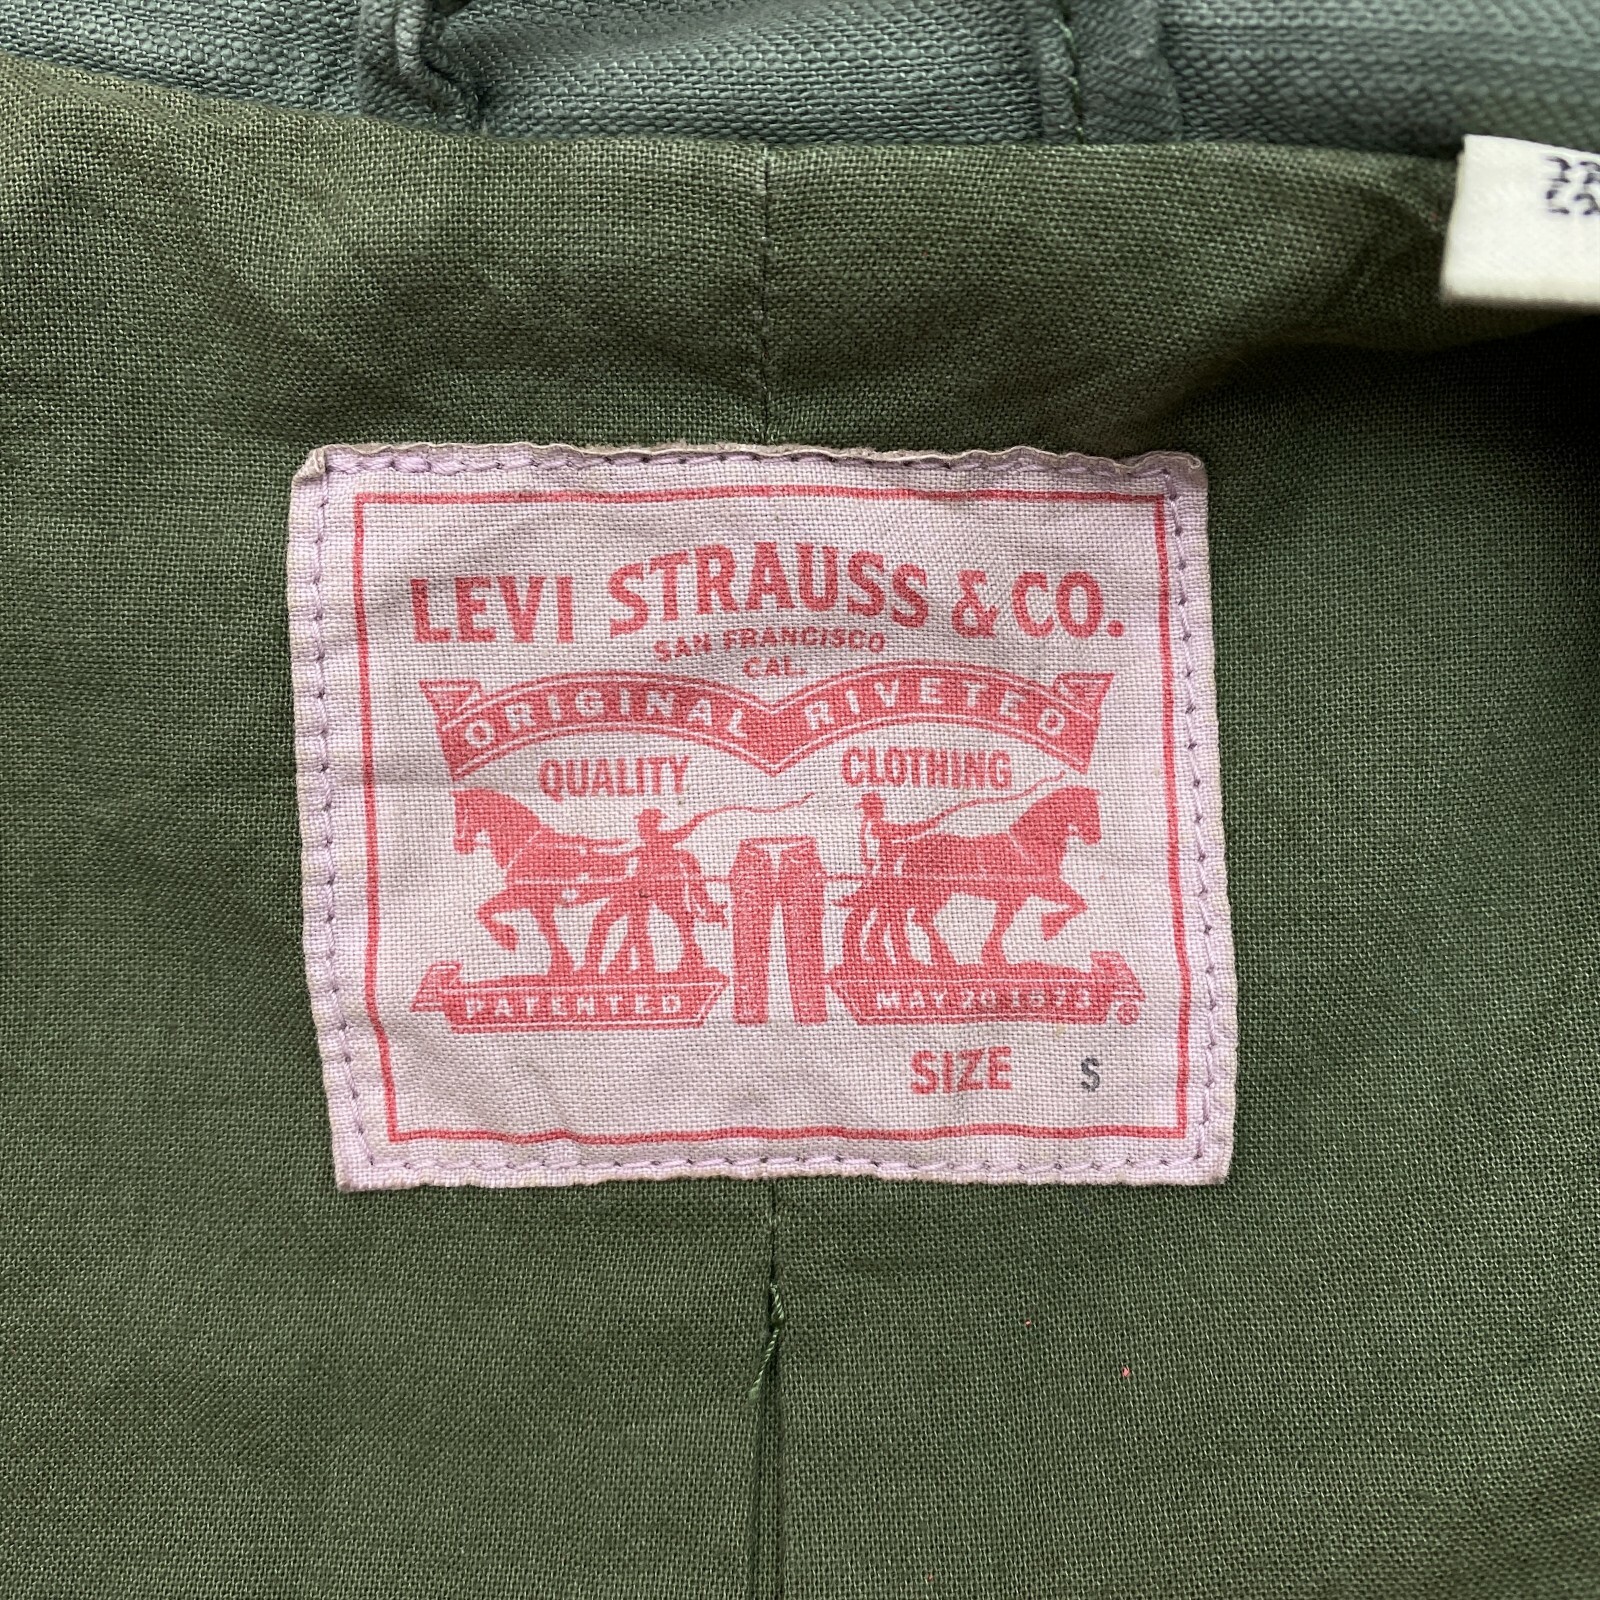 LEVI STRAUSS & CO.
SAN FRANCISCO
CAL.
ORIGINAL RIVETED
QUALITY CLOTHING
PATENTED MAY 20 1873 ®
SIZE S